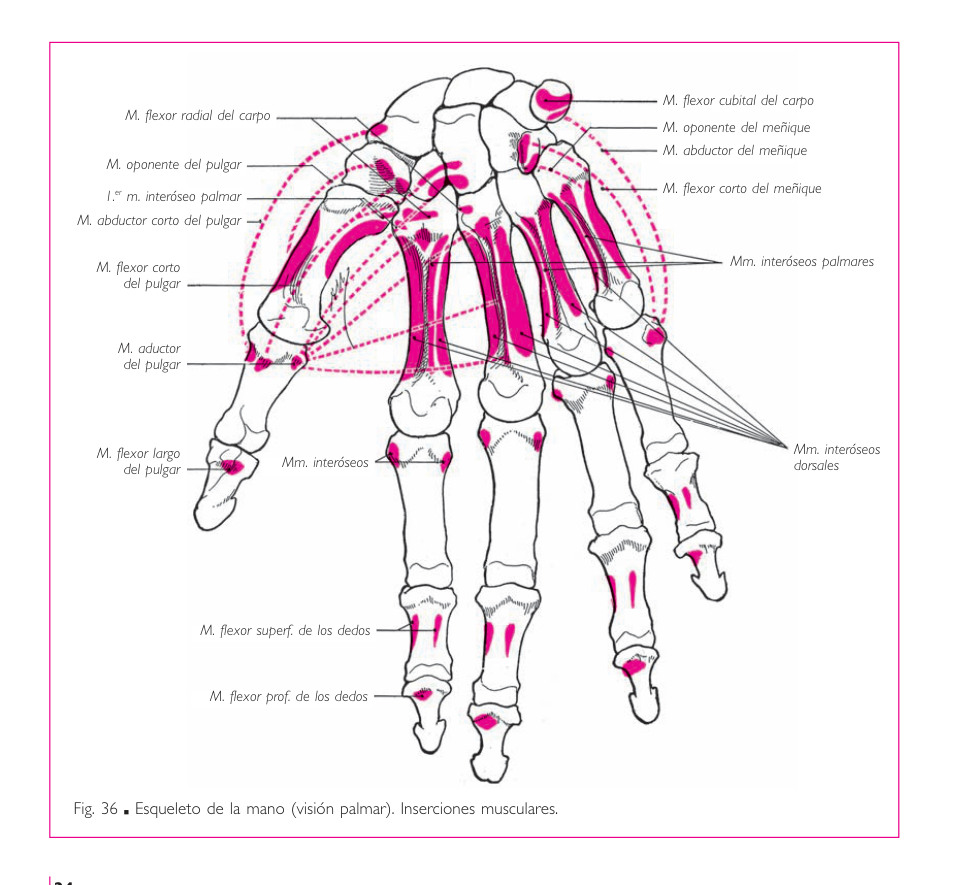 M. flexor radial del carpo
M. oponente del pulgar
1.er m. interóseo palmar
M. abductor corto del pulgar
M. flexor corto
del pulgar
M. aductor
del pulgar
M. flexor largo
del pulgar
Mm. interóseos
M. flexor superf. de los dedos
M. flexor prof. de los dedos
M. flexor cubital del carpo
M. oponente del meñique
M. abductor del meñique
M. flexor corto del meñique
Mm. interóseos palmares
Mm. interóseos
dorsales
Fig. 36 ■ Esqueleto de la mano (visión palmar). Inserciones musculares.